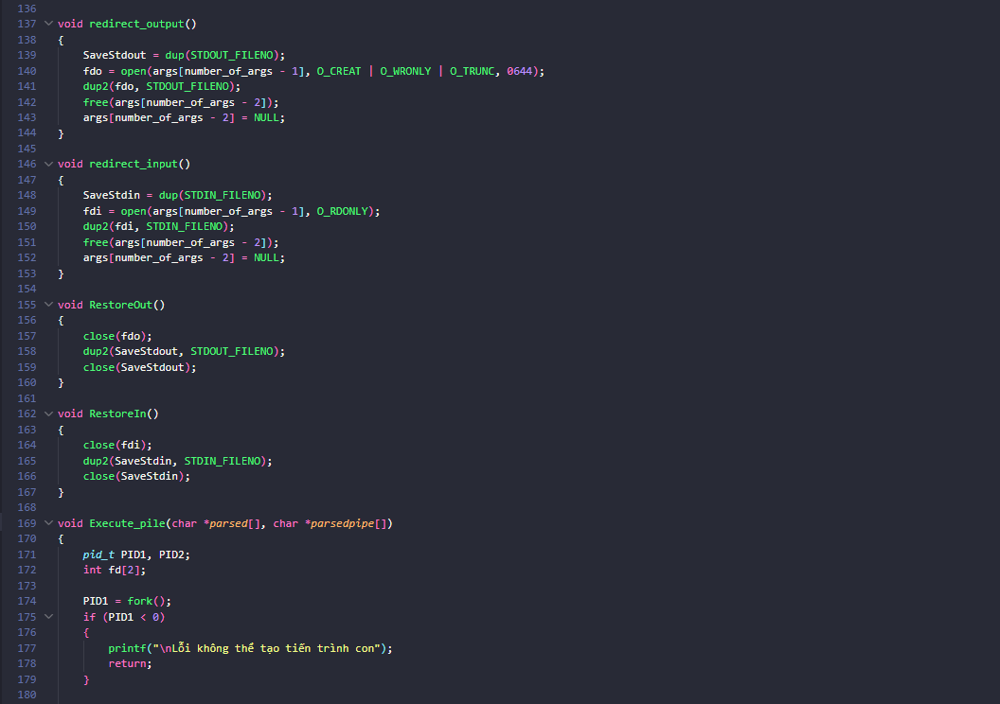 136
137 void redirect_output()
138 {
139     SaveStdout = dup(STDOUT_FILENO);
140     fdo = open(args[number_of_args - 1], O_CREAT | O_WRONLY | O_TRUNC, 0644);
141     dup2(fdo, STDOUT_FILENO);
142     free(args[number_of_args - 2]);
143     args[number_of_args - 2] = NULL;
144 }
145
146 void redirect_input()
147 {
148     SaveStdin = dup(STDIN_FILENO);
149     fdi = open(args[number_of_args - 1], O_RDONLY);
150     dup2(fdi, STDIN_FILENO);
151     free(args[number_of_args - 2]);
152     args[number_of_args - 2] = NULL;
153 }
154
155 void RestoreOut()
156 {
157     close(fdo);
158     dup2(SaveStdout, STDOUT_FILENO);
159     close(SaveStdout);
160 }
161
162 void RestoreIn()
163 {
164     close(fdi);
165     dup2(SaveStdin, STDIN_FILENO);
166     close(SaveStdin);
167 }
168
169 void Execute_pile(char *parsed[], char *parsedpipe[])
170 {
171     pid_t PID1, PID2;
172     int fd[2];
173
174     PID1 = fork();
175     if (PID1 < 0)
176     {
177         printf("\nLỗi không thể tạo tiến trình con");
178         return;
179     }
180